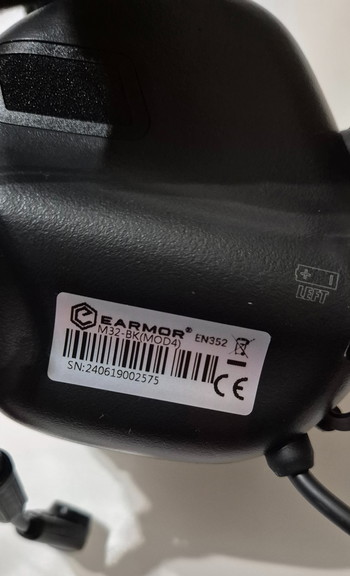 LEFT
EARMOR® EN352
M32-BK(MOD4)
SN:240619002575
CE